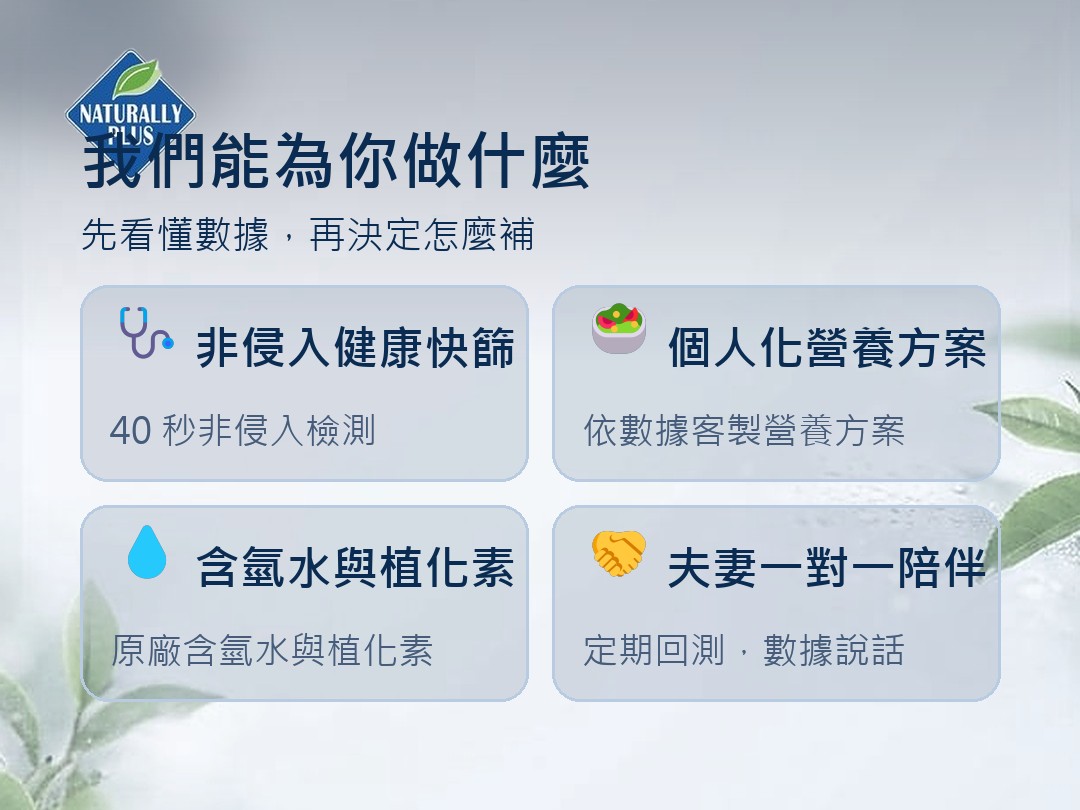 NATURALLY
PLUS
我們能為你做什麼
先看懂數據，再決定怎麼補
非侵入健康快篩
40 秒非侵入檢測
個人化營養方案
依數據客製營養方案
含氫水與植化素
原廠含氫水與植化素
夫妻一對一陪伴
定期回測，數據說話